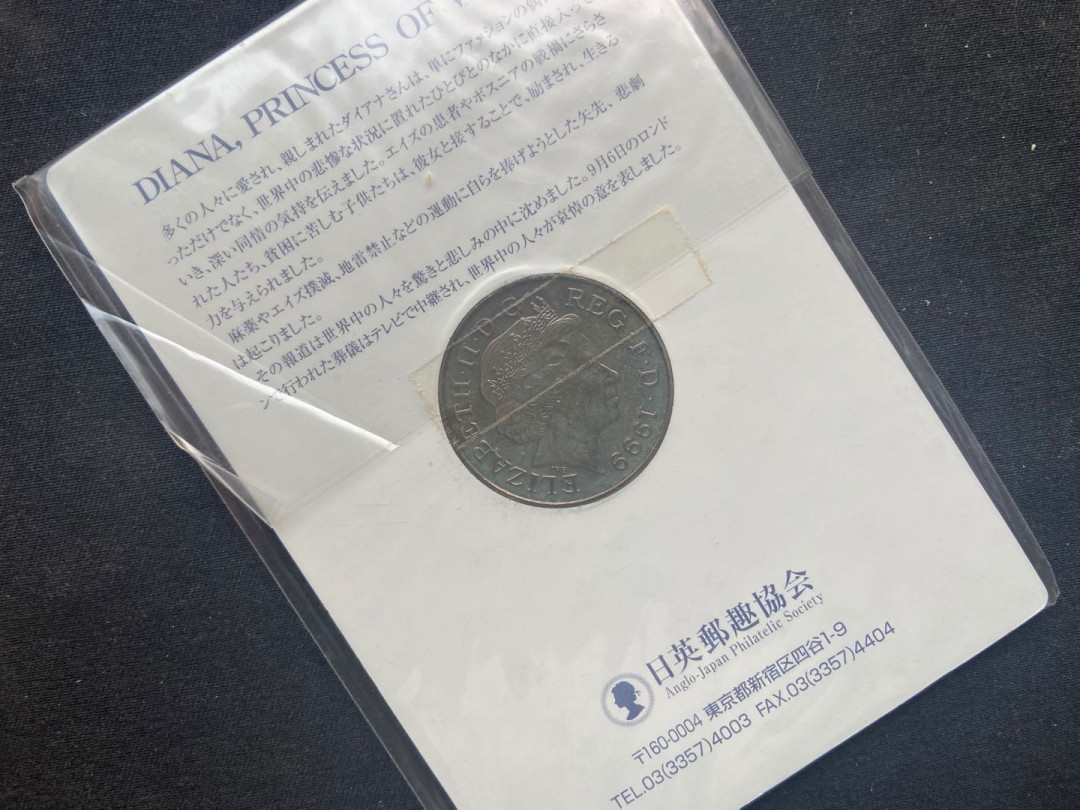 DIANA, PRINCESS OF
多くの人々に愛され、親しまれたダイアナさんは、単にファッションの
っただけでなく、世界中の悲惨な状況に置れたひとびとのなかに直接入って
いき、深い同情の気持を伝えました。エイズの患者やボスニアの戦禍にさらさ
れた人たち、貧困に苦しむ子供たちは、彼女と接することで、励まされ、生きる
力を与えられました。
麻薬やエイズ撲滅、地雷禁止などの運動に自らを捧げようとした矢先、悲劇
は起こりました。
その報道は世界中の人々を驚きと悲しみの中に沈めました。9月6日のロンド
ンで行われた葬儀はテレビで中継され、世界中の人々が哀悼の意を表しました。
ELIZABETH·II·D·G REG·F·D·1999
日英郵趣協会
Anglo-Japan Philatelic Society
〒160-0004 東京都新宿区四谷1-9
TEL.03(3357)4003 FAX.03(3357)4404